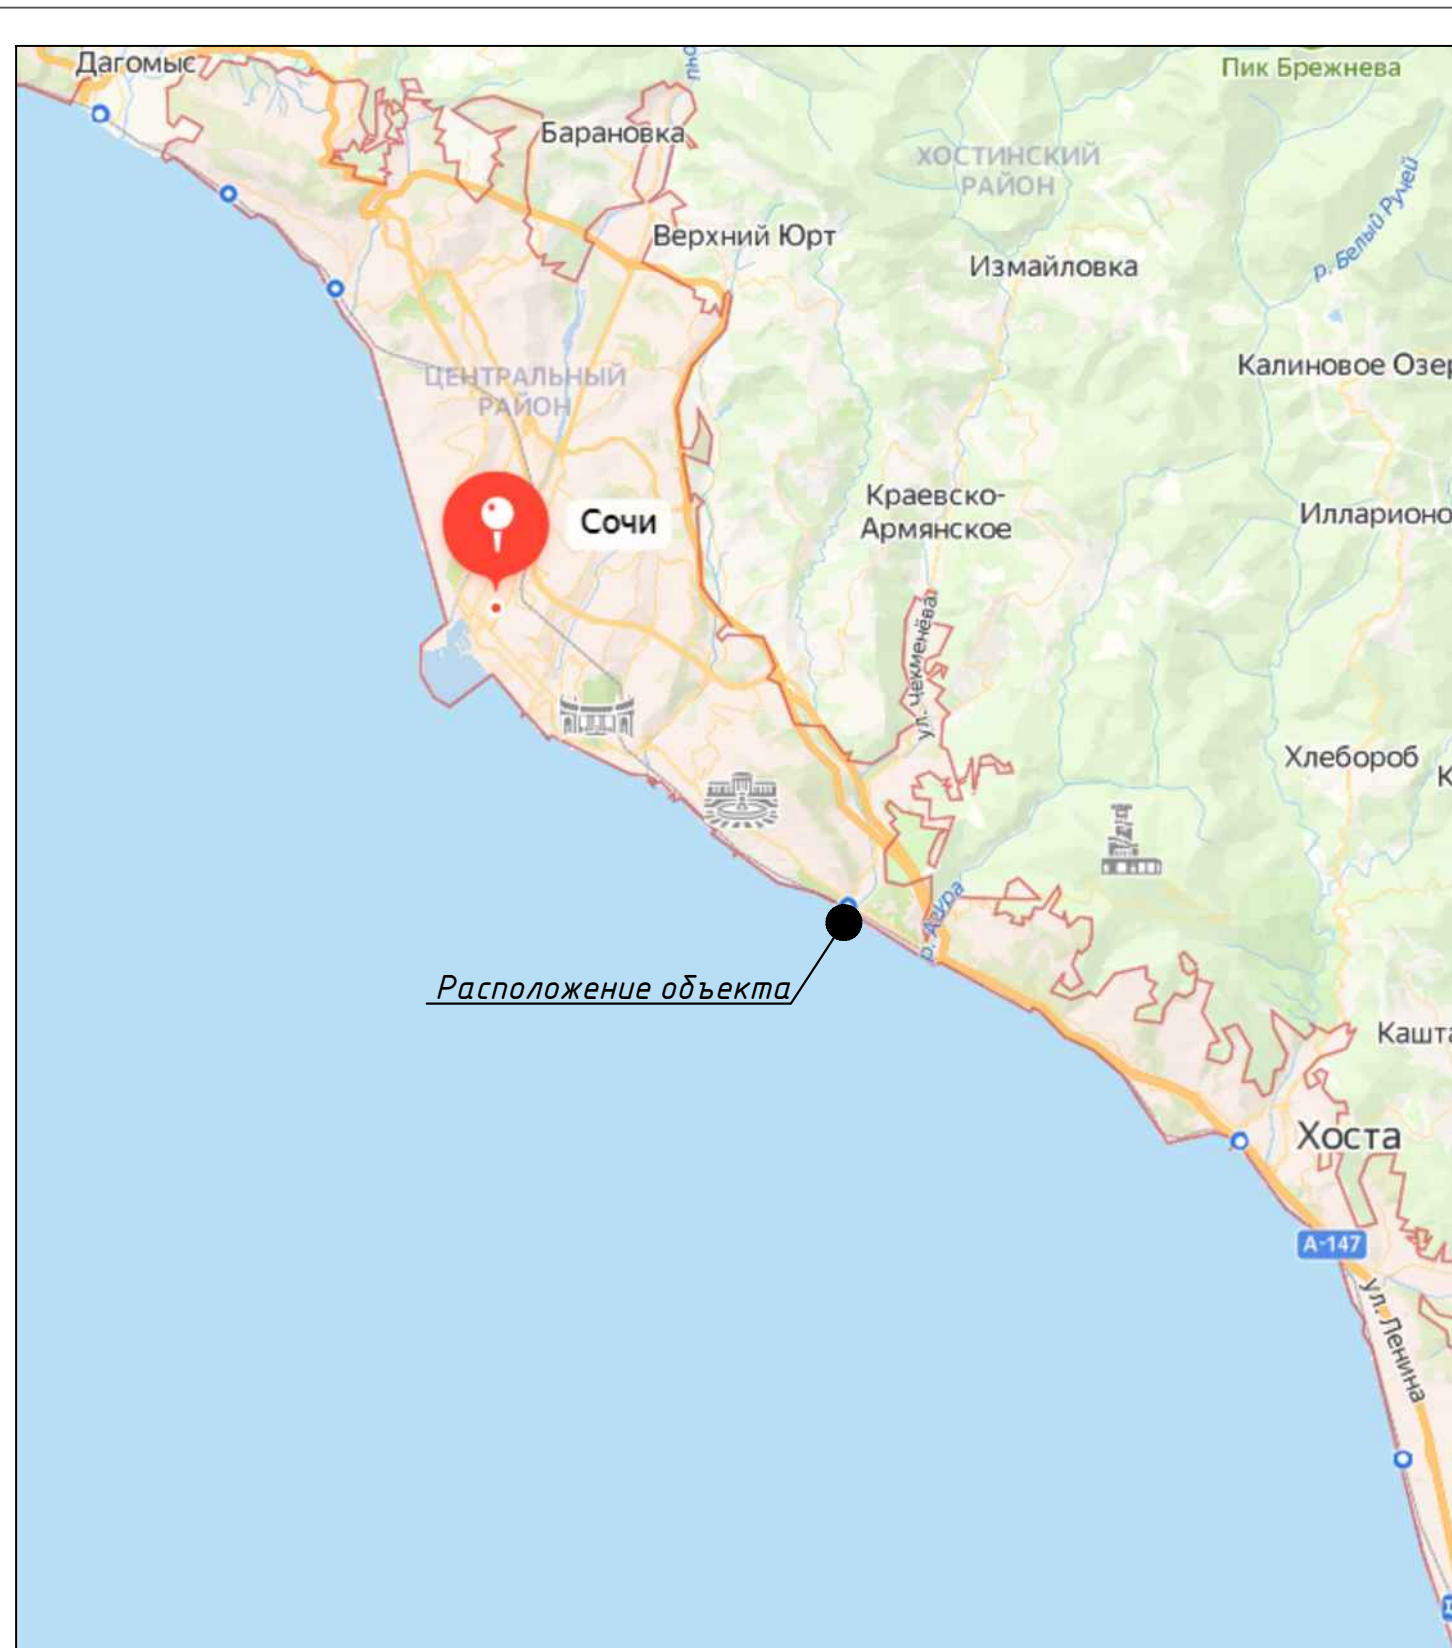 Дагомыс
Пик Брежнева
Барановка
ХОСТИНСКИЙ
РАЙОН
р. Белый Ручей
Верхний Юрт
Измайловка
Калиновое Озер
ЦЕНТРАЛЬНЫЙ
РАЙОН
Краевско-
Армянское
Илларионо
Сочи
ул. Чекменёва
Хлебороб
К
р. Агура
Расположение объекта
Кашта
Хоста
А-147
ул. Ленина